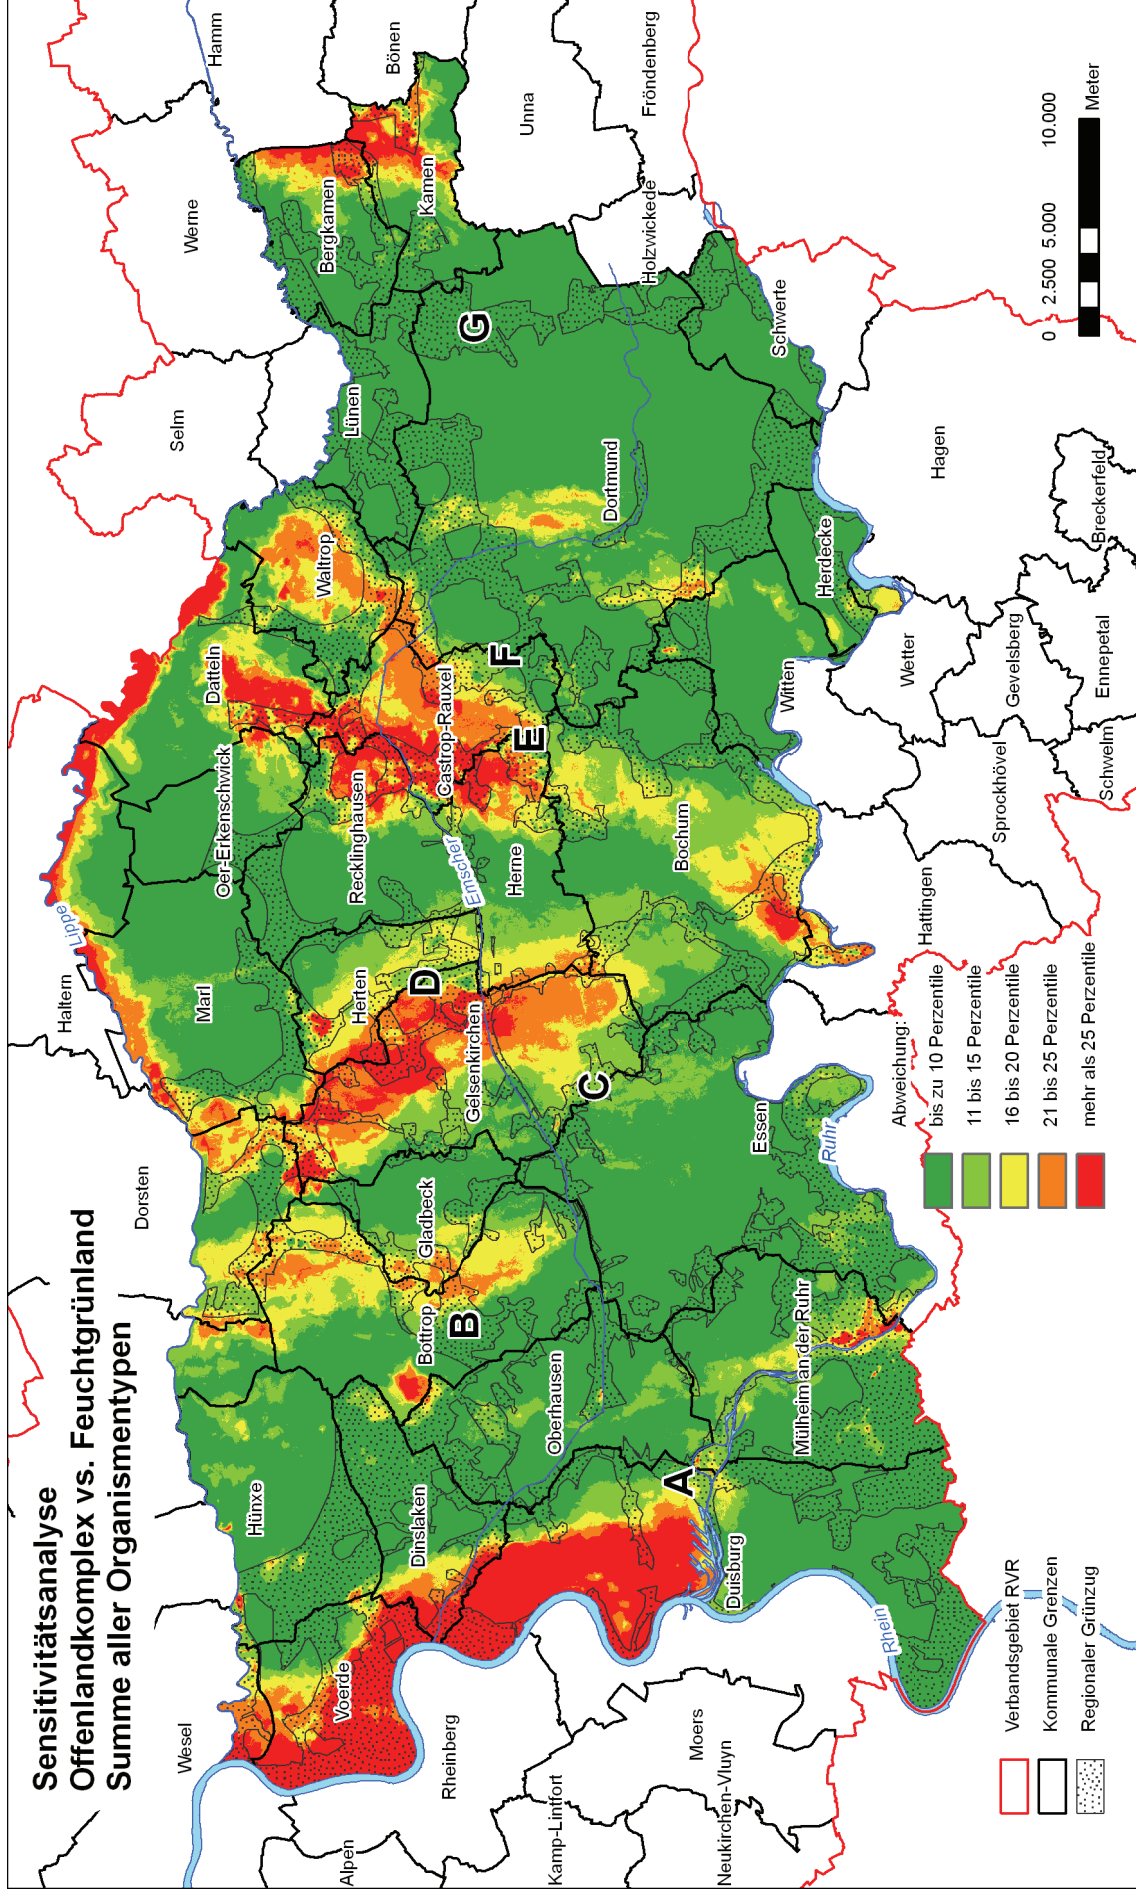 Sensitivitätsanalyse
Offenlandkomplex vs. Feuchtgrünland
Summe aller Organismentypen
Wesel
Dorsten
Haltern
Lippe
Selm
Werne
Hamm
Hünxe
Marl
Oer-Erkenschwick
Datteln
Waltrop
Lünen
Bergkamen
Bönen
Alpen
Voerde
Dinslaken
Bottrop
Gladbeck
Herten
Recklinghausen
Castrop-Rauxel
Kamen
Rheinberg
B
D
Gelsenkirchen
Emscher
Herne
E
F
G
Unna
Kamp-Lintfort
Oberhausen
C
Dortmund
Holzwickede
Fröndenberg
Moers
Neukirchen-Vluyn
A
Duisburg
Mülheim an der Ruhr
Essen
Bochum
Witten
Herdecke
Schwerte
Rhein
Ruhr
Hattingen
Wetter
Hagen
Sprockhövel
Gevelsberg
Schwelm
Ennepetal
Breckerfeld
Verbandsgebiet RVR
Kommunale Grenzen
Regionaler Grünzug
Abweichung:
bis zu 10 Perzentile
11 bis 15 Perzentile
16 bis 20 Perzentile
21 bis 25 Perzentile
mehr als 25 Perzentile
0 2.500 5.000 10.000
Meter